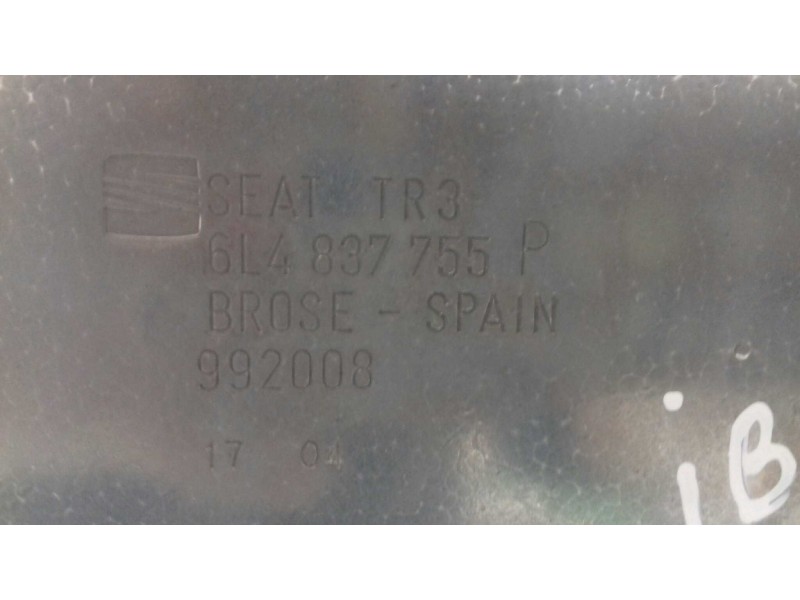 SEAT TR3
6L4 837 755 P
BROSE - SPAIN
992008
17 04
iB